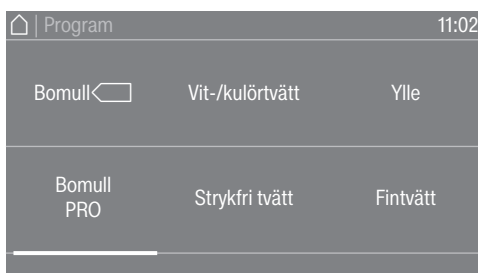 | Program 11:02
Bomull Vit-/kulörtvätt Ylle
Bomull
PRO Strykfri tvätt Fintvätt